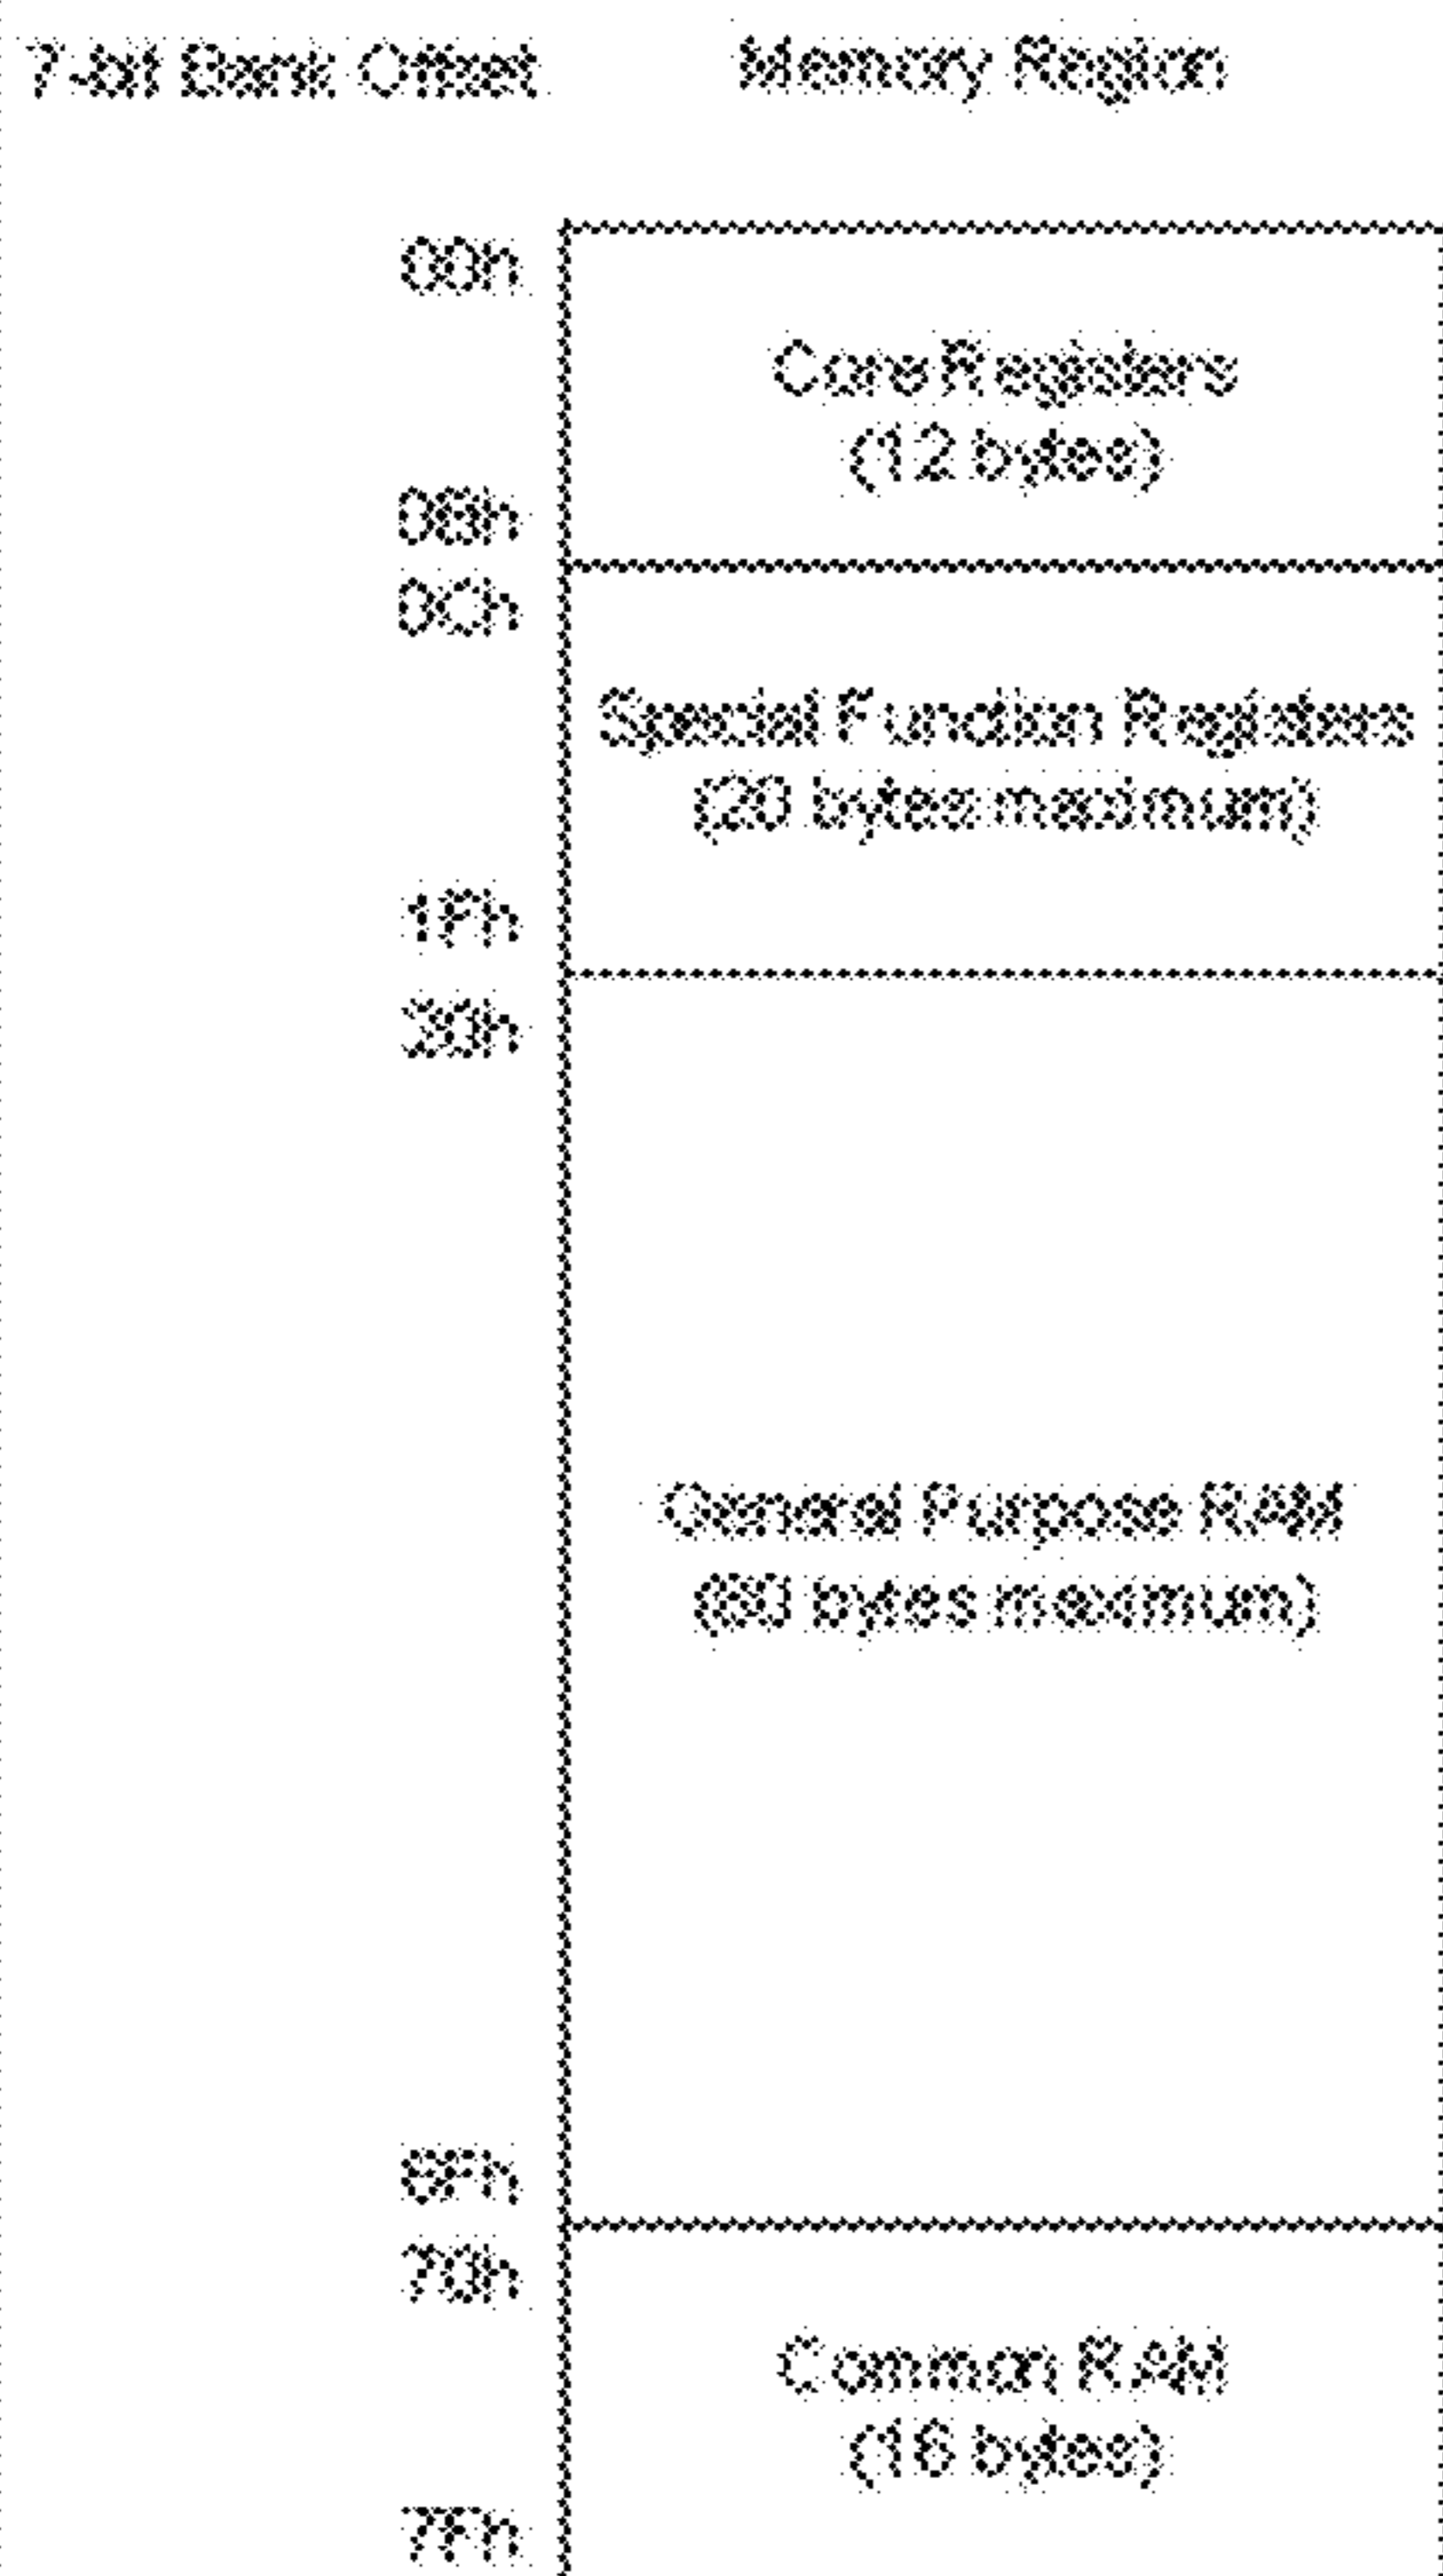 7-bit Bank Offset Memory Region
00h
Core Registers
(12 bytes)
0Bh
0Ch
Special Function Registers
(20 bytes maximum)
1Fh
20h
General Purpose RAM
(80 bytes maximum)
6Fh
70h
Common RAM
(16 bytes)
7Fh